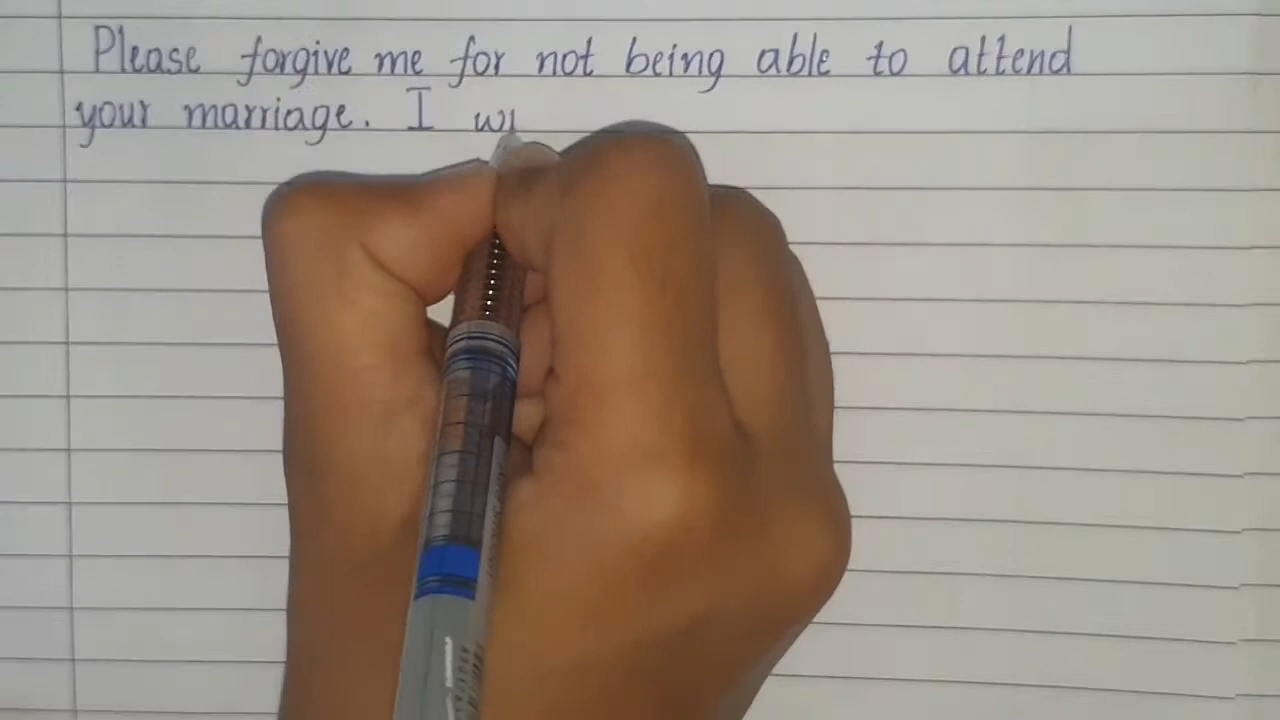 Please forgive me for not being able to attend
your marriage. I